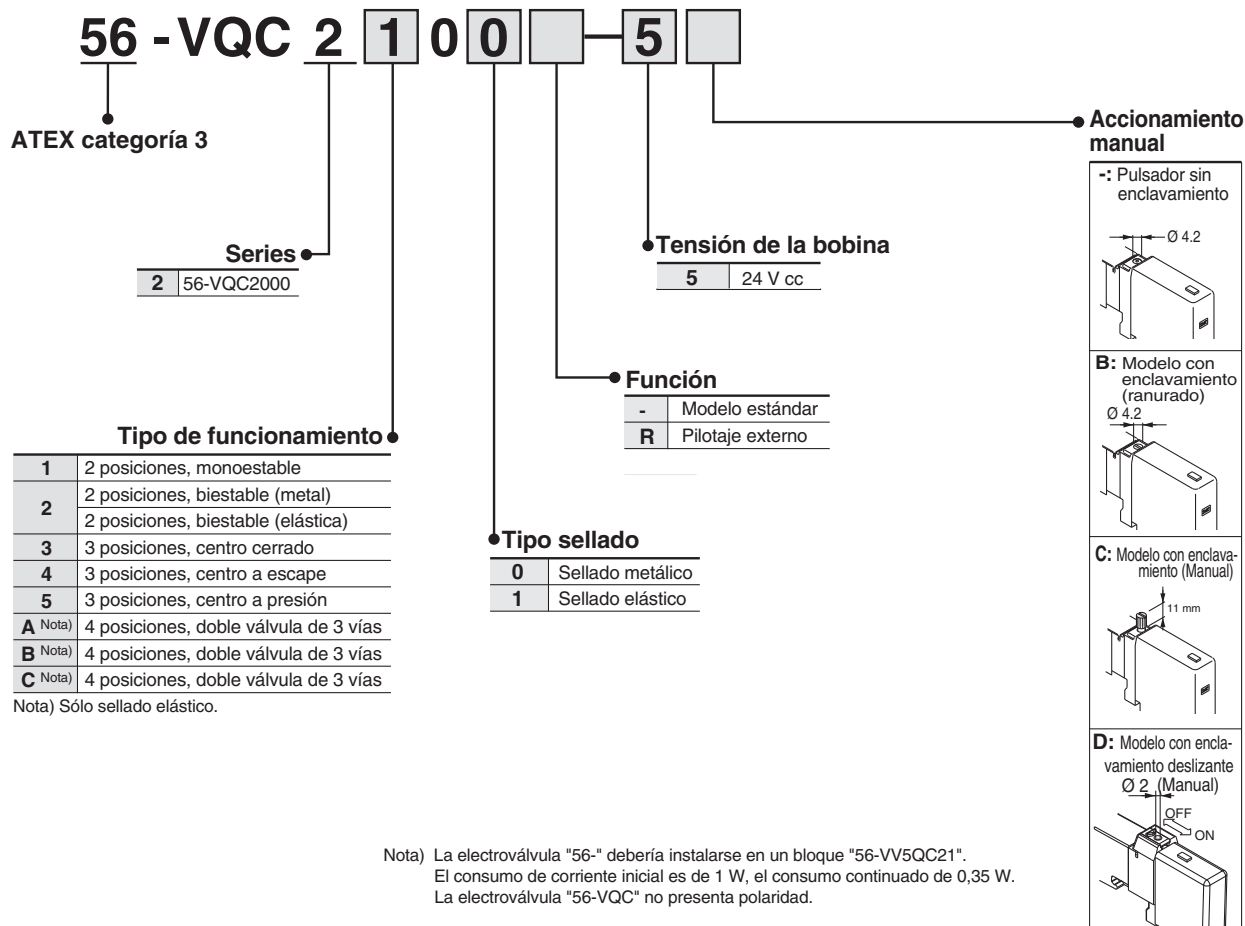 56 - VQC 2 1 0 0 – 5
ATEX categoría 3
Series
2 56-VQC2000
Tipo de funcionamiento
1 2 posiciones, monoestable
2 2 posiciones, biestable (metal)
2 posiciones, biestable (elástica)
3 3 posiciones, centro cerrado
4 3 posiciones, centro a escape
5 3 posiciones, centro a presión
A Nota) 4 posiciones, doble válvula de 3 vías
B Nota) 4 posiciones, doble válvula de 3 vías
C Nota) 4 posiciones, doble válvula de 3 vías
Nota) Sólo sellado elástico.
Tipo sellado
0 Sellado metálico
1 Sellado elástico
Función
- Modelo estándar
R Pilotaje externo
Tensión de la bobina
5 24 V cc
Accionamiento
manual
-: Pulsador sin
enclavamiento
Ø 4.2
B: Modelo con
enclavamiento
(ranurado)
Ø 4.2
C: Modelo con enclava-
miento (Manual)
11 mm
D: Modelo con encla-
vamiento deslizante
Ø 2 (Manual)
OFF
ON
Nota) La electroválvula "56-" debería instalarse en un bloque "56-VV5QC21".
El consumo de corriente inicial es de 1 W, el consumo continuado de 0,35 W.
La electroválvula "56-VQC" no presenta polaridad.